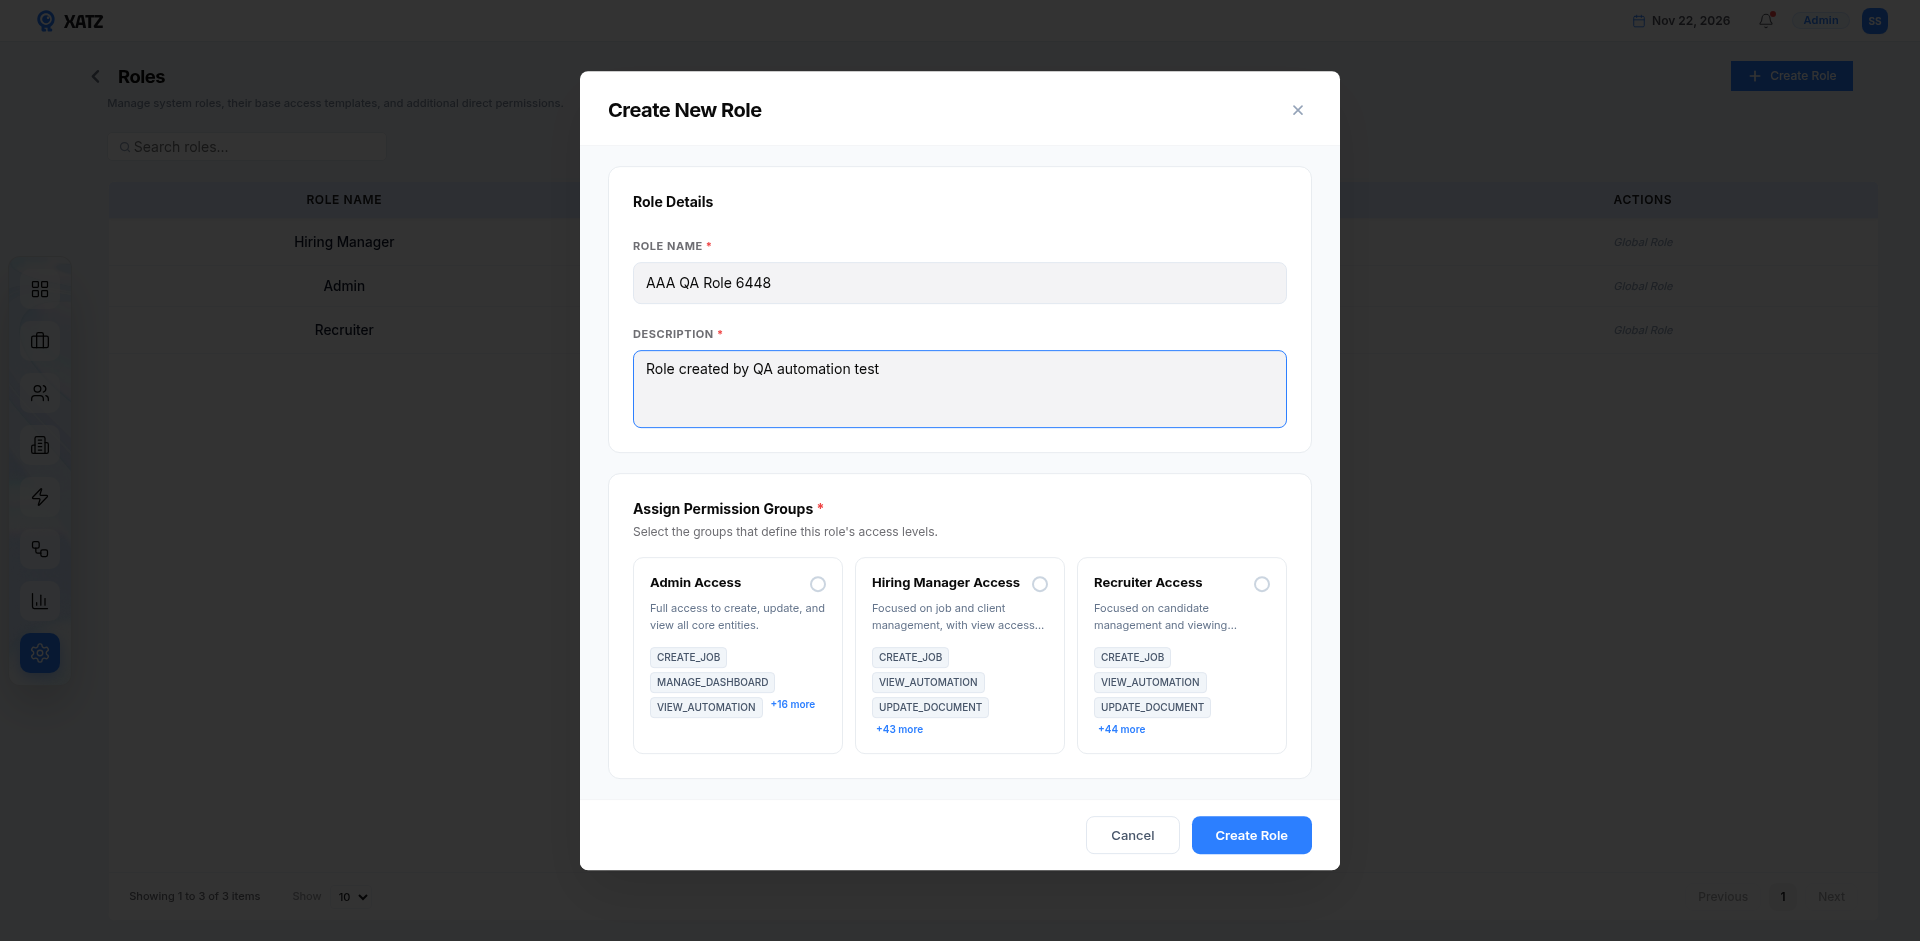 XATZ
Nov 22, 2026
Admin
SS
Roles
Create Role
Manage system roles, their base access templates, and additional direct permissions.
Search roles...
ROLE NAME
ACTIONS
Hiring Manager
Global Role
Admin
Global Role
Recruiter
Global Role
Create New Role
Role Details
ROLE NAME *
AAA QA Role 6448
DESCRIPTION *
Role created by QA automation test
Assign Permission Groups *
Select the groups that define this role's access levels.
Admin Access
Full access to create, update, and
view all core entities.
CREATE_JOB
MANAGE_DASHBOARD
VIEW_AUTOMATION +16 more
Hiring Manager Access
Focused on job and client
management, with view access...
CREATE_JOB
VIEW_AUTOMATION
UPDATE_DOCUMENT
+43 more
Recruiter Access
Focused on candidate
management and viewing...
CREATE_JOB
VIEW_AUTOMATION
UPDATE_DOCUMENT
+44 more
Cancel
Create Role
Showing 1 to 3 of 3 items
Show 10
Previous 1 Next